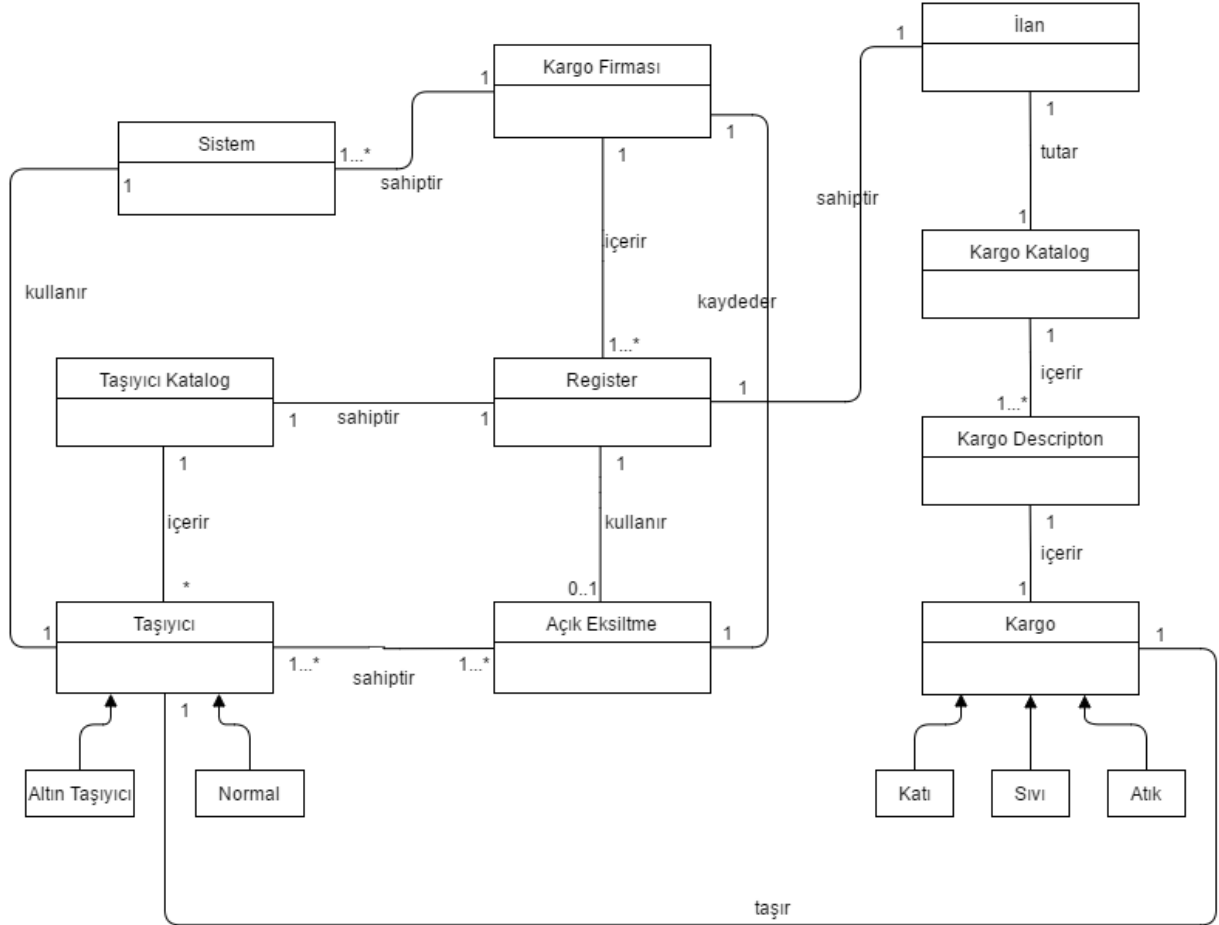 İlan
1
Kargo Firması
1
1
1
1
Sistem
1...*
1
sahiptir
tutar
sahiptir
1
içerir
Kargo Katalog
kullanır
kaydeder
1
1...*
Taşıyıcı Katalog
Register
1
içerir
1...*
1
sahiptir
1
Kargo Descripton
1
1
1
içerir
kullanır
içerir
*
0..1
1
Taşıyıcı
Açık Eksiltme
Kargo
1
1
1
1...*
sahiptir
1...*
1
Altın Taşıyıcı
Normal
Katı
Sıvı
Atık
taşır